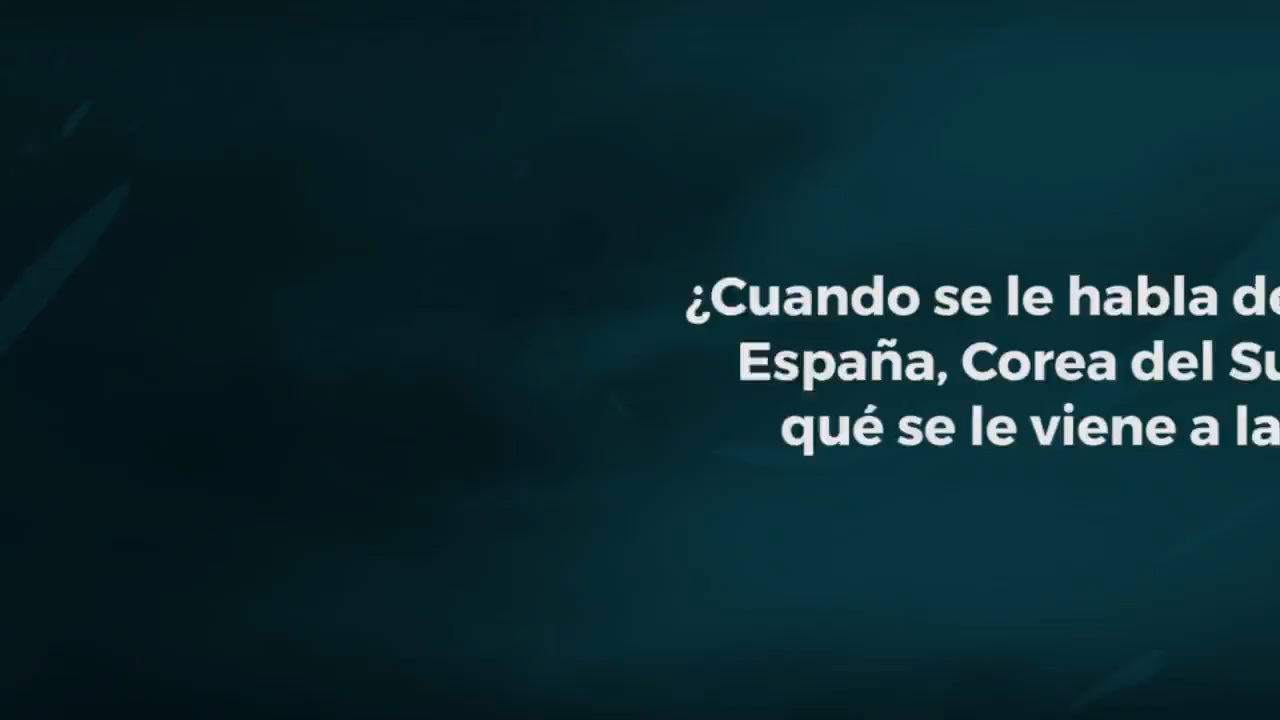 ¿Cuando se le habla de
España, Corea del Su
qué se le viene a la